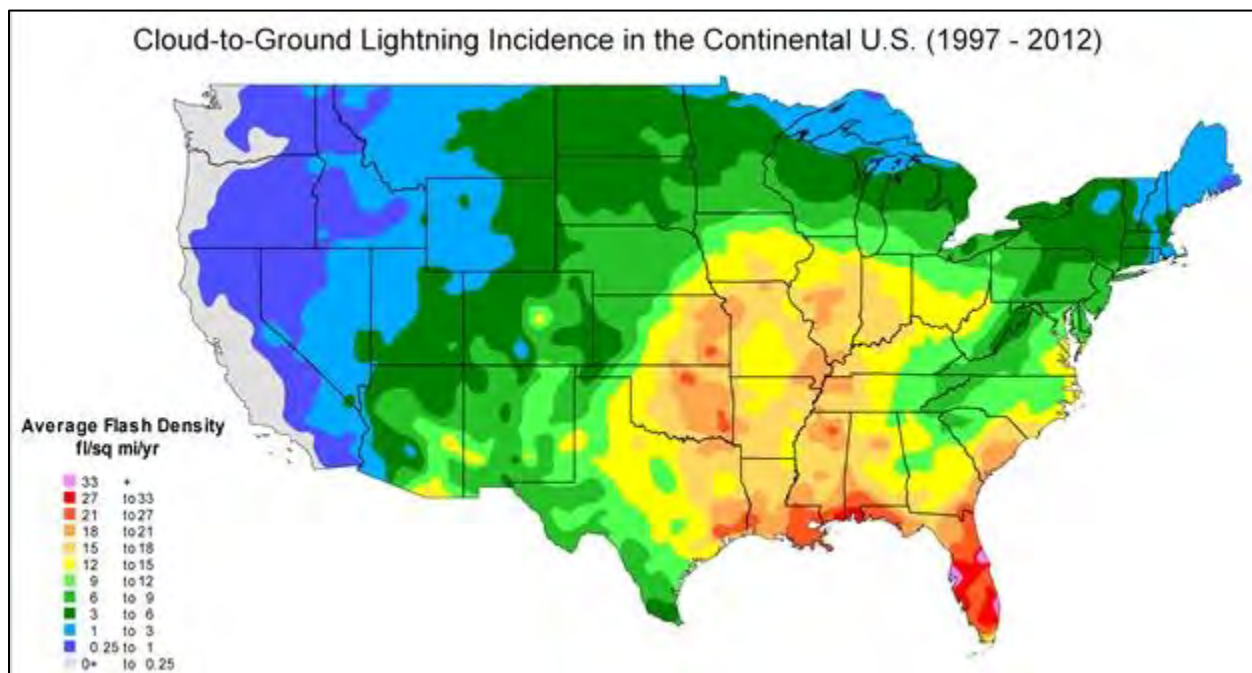 Cloud-to-Ground Lightning Incidence in the Continental U.S. (1997 - 2012)
Average Flash Density
fl/sq mi/yr
33 +
27 to 33
21 to 27
18 to 21
15 to 18
12 to 15
9 to 12
6 to 9
3 to 6
1 to 3
0.25 to 1
0+ to 0.25